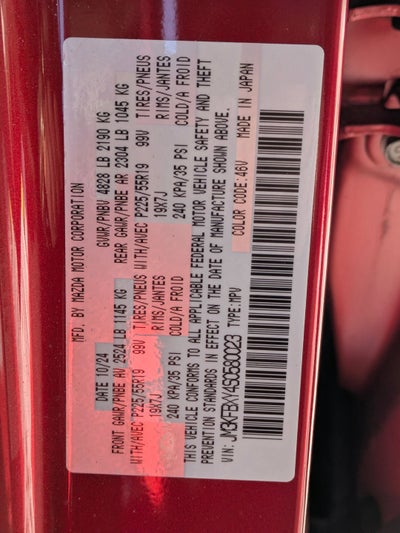 MFD. BY MAZDA MOTOR CORPORATION
DATE 10/24 GVWR/PNBV 4828 LB 2190 KG
FRONT GAWR/PNBE AV 2524 LB 1145 KG REAR GAWR/PNBE AR 2304 LB 1045 KG
WITH/AVEC P225/55R19 99V TIRES/PNEUS WITH/AVEC P225/55R19 99V TIRES/PNEUS
19X7J RIMS/JANTES 19X7J RIMS/JANTES
240 KPA/35 PSI COLD/A FROID 240 KPA/35 PSI COLD/A FROID
THIS VEHICLE CONFORMS TO ALL APPLICABLE FEDERAL MOTOR VEHICLE SAFETY AND THEFT
PREVENTION STANDARDS IN EFFECT ON THE DATE OF MANUFACTURE SHOWN ABOVE.
VIN: JM3KFBXY4S0580023 TYPE: MPV COLOR CODE: 46V MADE IN JAPAN